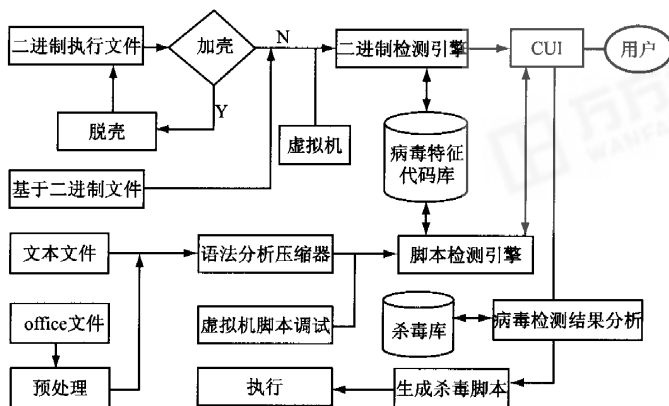 二进制执行文件
加壳
N
二进制检测引擎
CUI
用户
Y
脱壳
虚拟机
病毒特征
代码库
基于二进制文件
文本文件
语法分析压缩器
脚本检测引擎
office文件
虚拟机脚本调试
杀毒库
病毒检测结果分析
预处理
执行
生成杀毒脚本
万方
WANFA